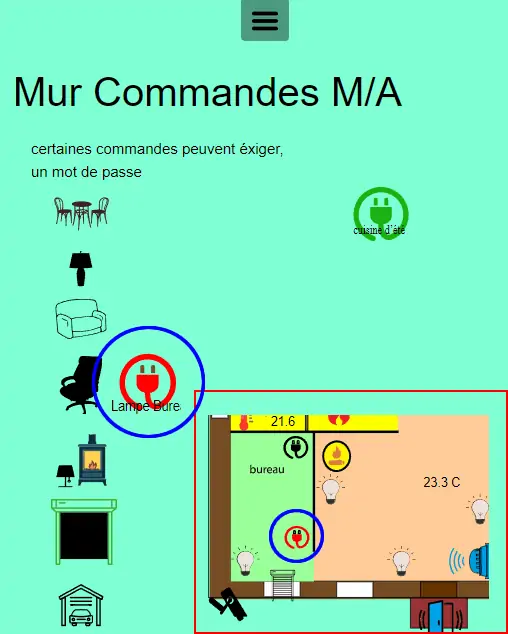 Mur Commandes M/A
certaines commandes peuvent éxiger,
un mot de passe
cuisine d'été
Lampe Bure
21.6
bureau
23.3 C